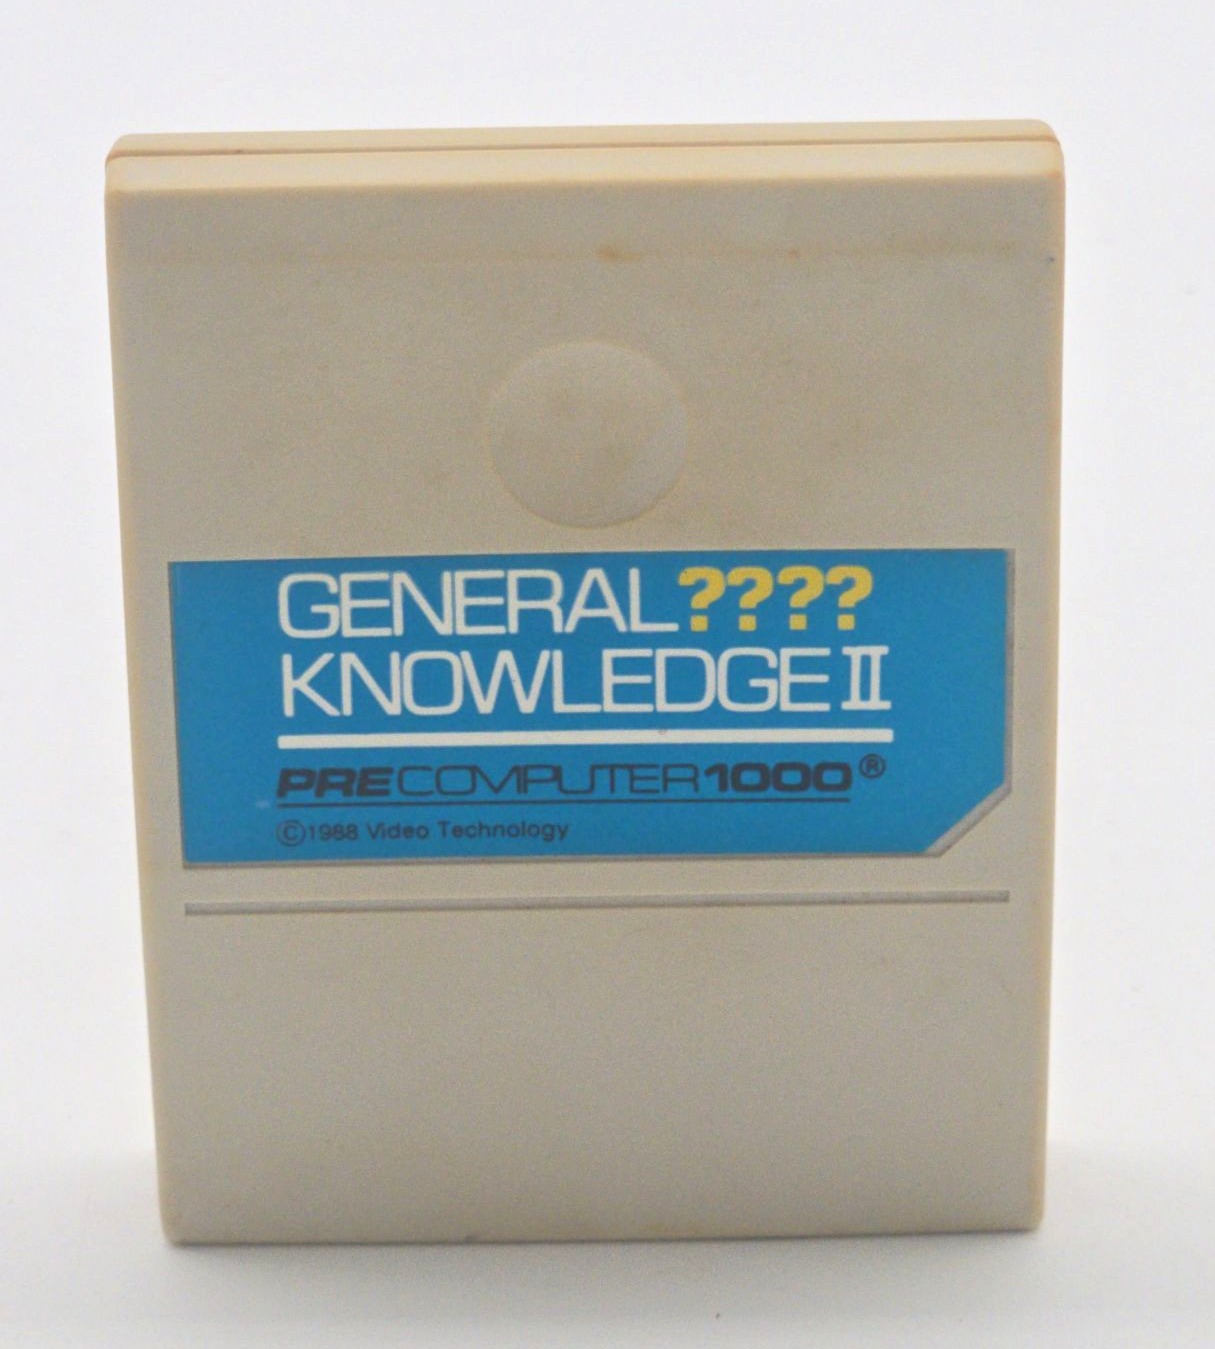 GENERAL????
KNOWLEDGE II
PRECOMPUTER1000®
©1988 Video Technology